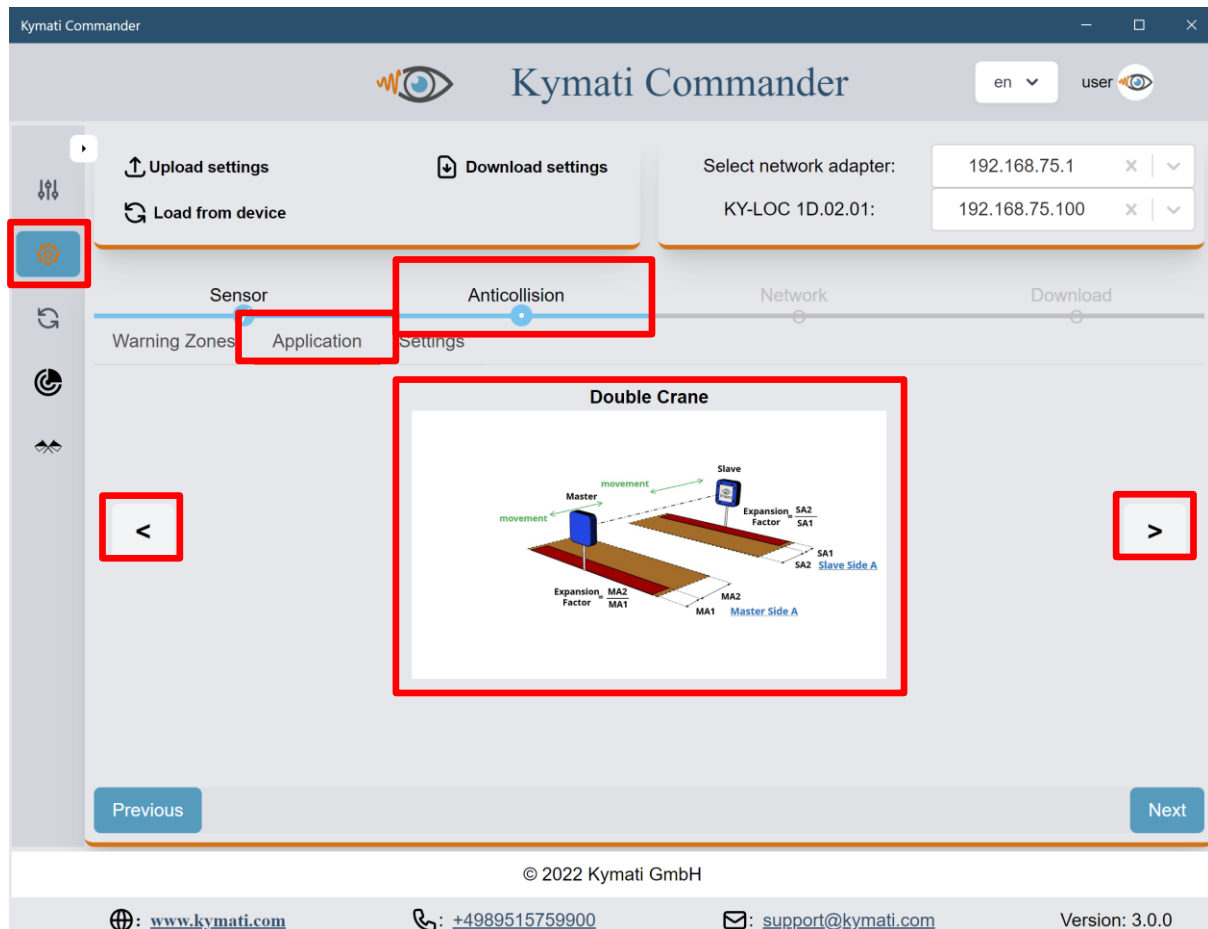 Kymati Commander
Kymati Commander
en
user
Upload settings
Download settings
Load from device
Select network adapter:
192.168.75.1
KY-LOC 1D.02.01:
192.168.75.100
Sensor
Anticollision
Network
Download
Warning Zones
Application
Settings
Double Crane
Slave
movement
Master
movement
Expansion Factor = SA2
SA1
SA1
SA2 Slave Side A
Expansion Factor = MA2
MA1
MA2
MA1 Master Side A
<
>
Previous
Next
© 2022 Kymati GmbH
: www.kymati.com
: +4989515759900
: support@kymati.com
Version: 3.0.0